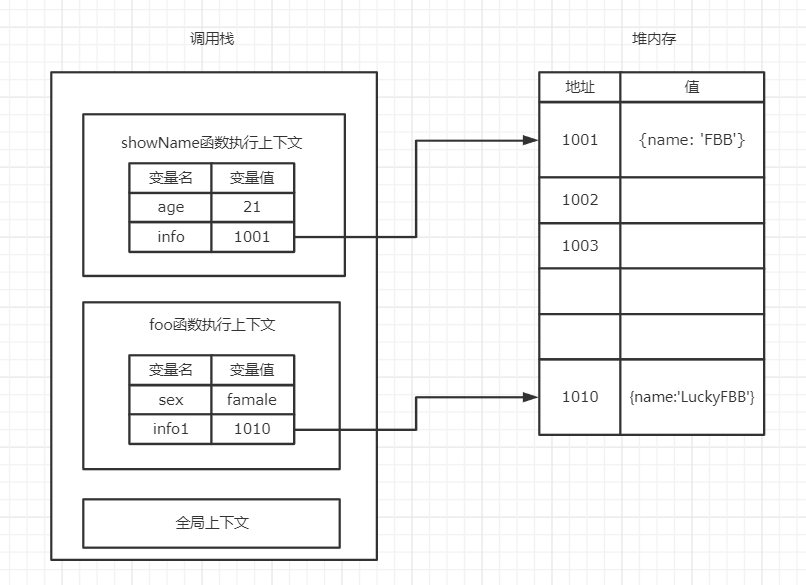 调用栈
堆内存
showName函数执行上下文
变量名 变量值
age 21
info 1001
foo函数执行上下文
变量名 变量值
sex famale
info1 1010
全局上下文
地址 值
1001 {name: 'FBB'}
1002
1003
1010 {name:'LuckyFBB'}